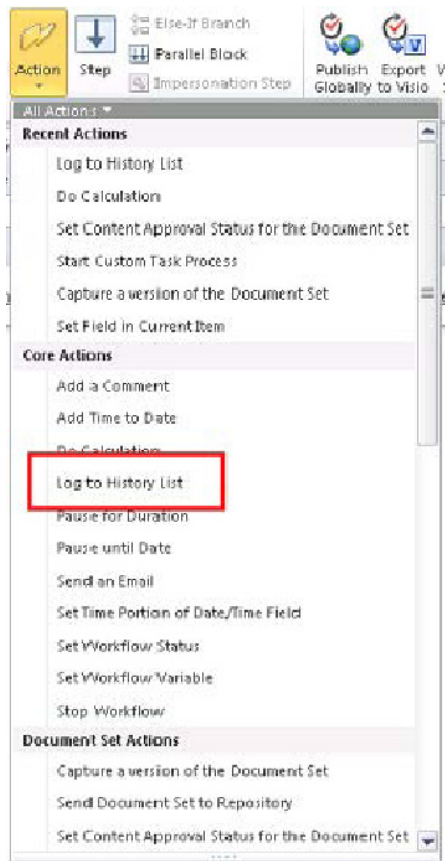 Else-If Branch
Parallel Block
Impersonation Step
Action
Step
Publish
Globally
Export
to Visio
All Actions
Recent Actions
Log to History List
Do Calculation
Set Content Approval Status for the Document Set
Start Custom Task Process
Capture a version of the Document Set
Set Field in Current Item
Core Actions
Add a Comment
Add Time to Date
Do Calculation
Log to History List
Pause for Duration
Pause until Date
Send an Email
Set Time Portion of Date/Time Field
Set Workflow Status
Set Workflow Variable
Stop Workflow
Document Set Actions
Capture a version of the Document Set
Send Document Set to Repository
Set Content Approval Status for the Document Set